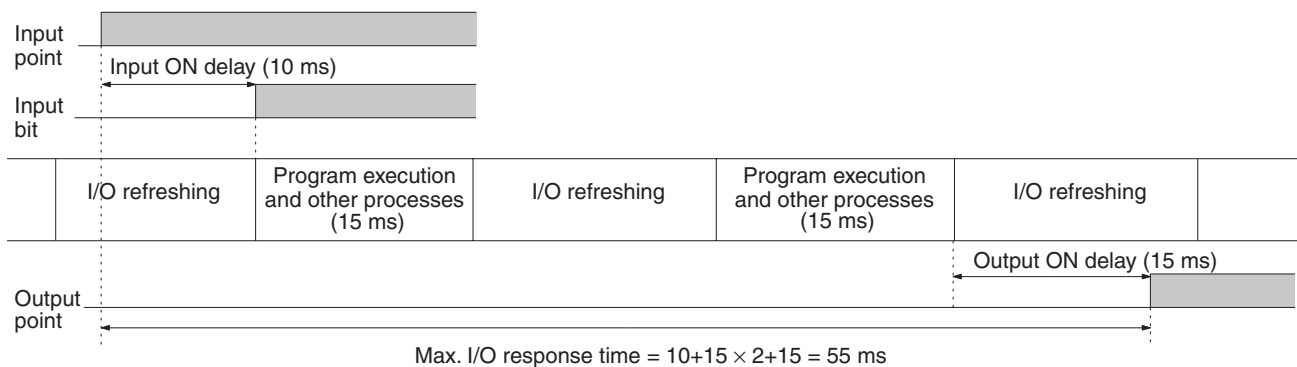 Input
point
Input ON delay (10 ms)
Input
bit
I/O refreshing
Program execution
and other processes
(15 ms)
I/O refreshing
Program execution
and other processes
(15 ms)
I/O refreshing
Output ON delay (15 ms)
Output
point
Max. I/O response time = 10+15 × 2+15 = 55 ms